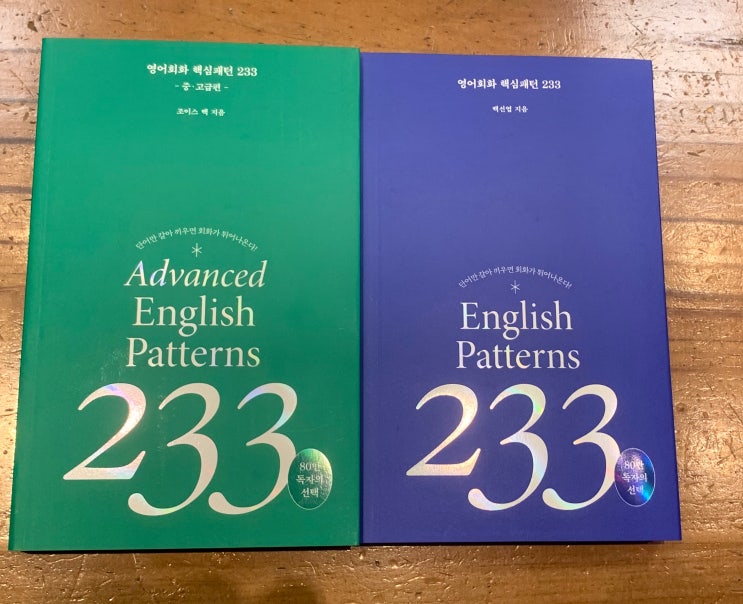 영어회화 핵심패턴 233
- 중·고급편 -
조이스 백 지음
단어만 갈아 끼우면 회화가 튀어나온다!
*
Advanced
English
Patterns
233
80만
독자의
선택
영어회화 핵심패턴 233
백선엽 지음
단어만 갈아 끼우면 회화가 튀어나온다!
*
English
Patterns
233
80만
독자의
선택